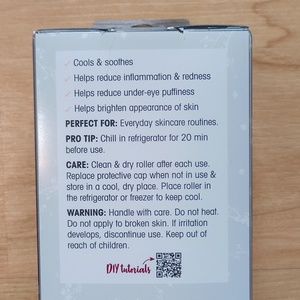 ✓ Cools & soothes
✓ Helps reduce inflammation & redness
✓ Helps reduce under-eye puffiness
✓ Helps brighten appearance of skin
PERFECT FOR: Everyday skincare routines.
PRO TIP: Chill in refrigerator for 20 min
before use.
CARE: Clean & dry roller after each use.
Replace protective cap when not in use &
store in a cool, dry place. Place roller in
the refrigerator or freezer to keep cool.
WARNING: Handle with care. Do not heat.
Do not apply to broken skin. If irritation
develops, discontinue use. Keep out of
reach of children.
DIY tutorials